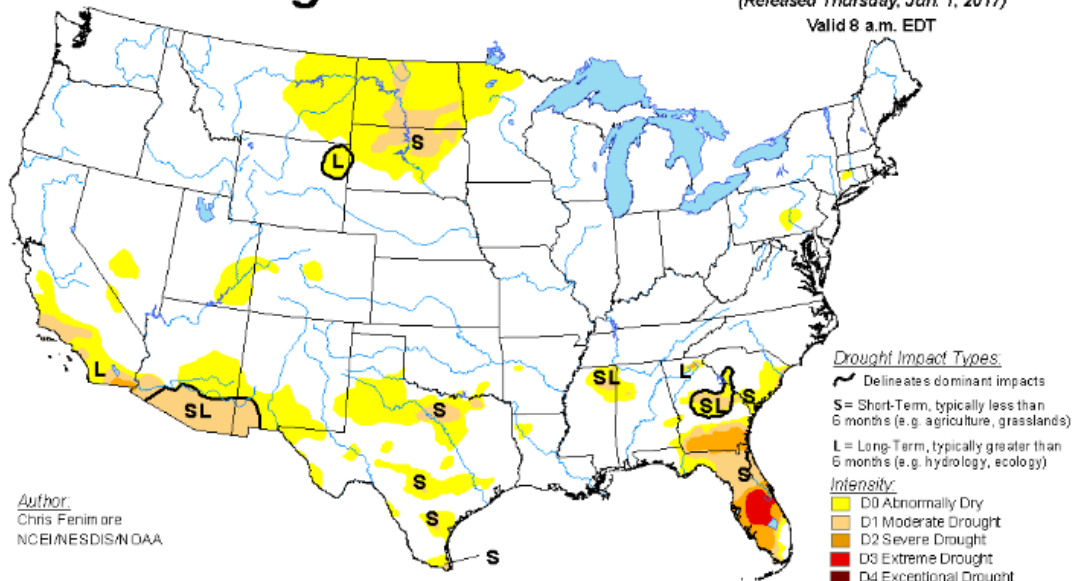 (Released Thursday, Jun. 1, 2017)
Valid 8 a.m. EDT
S
L
L
SL
S
S
S
S
SL
L
SL
S
S
Drought Impact Types:
Delineates dominant impacts
S = Short-Term, typically less than
6 months (e.g. agriculture, grasslands)
L = Long-Term, typically greater than
6 months (e.g. hydrology, ecology)
Intensity:
D0 Abnormally Dry
D1 Moderate Drought
D2 Severe Drought
D3 Extreme Drought
D4 Exceptional Drought
Author:
Chris Fenimore
NCEI/NESDIS/NOAA